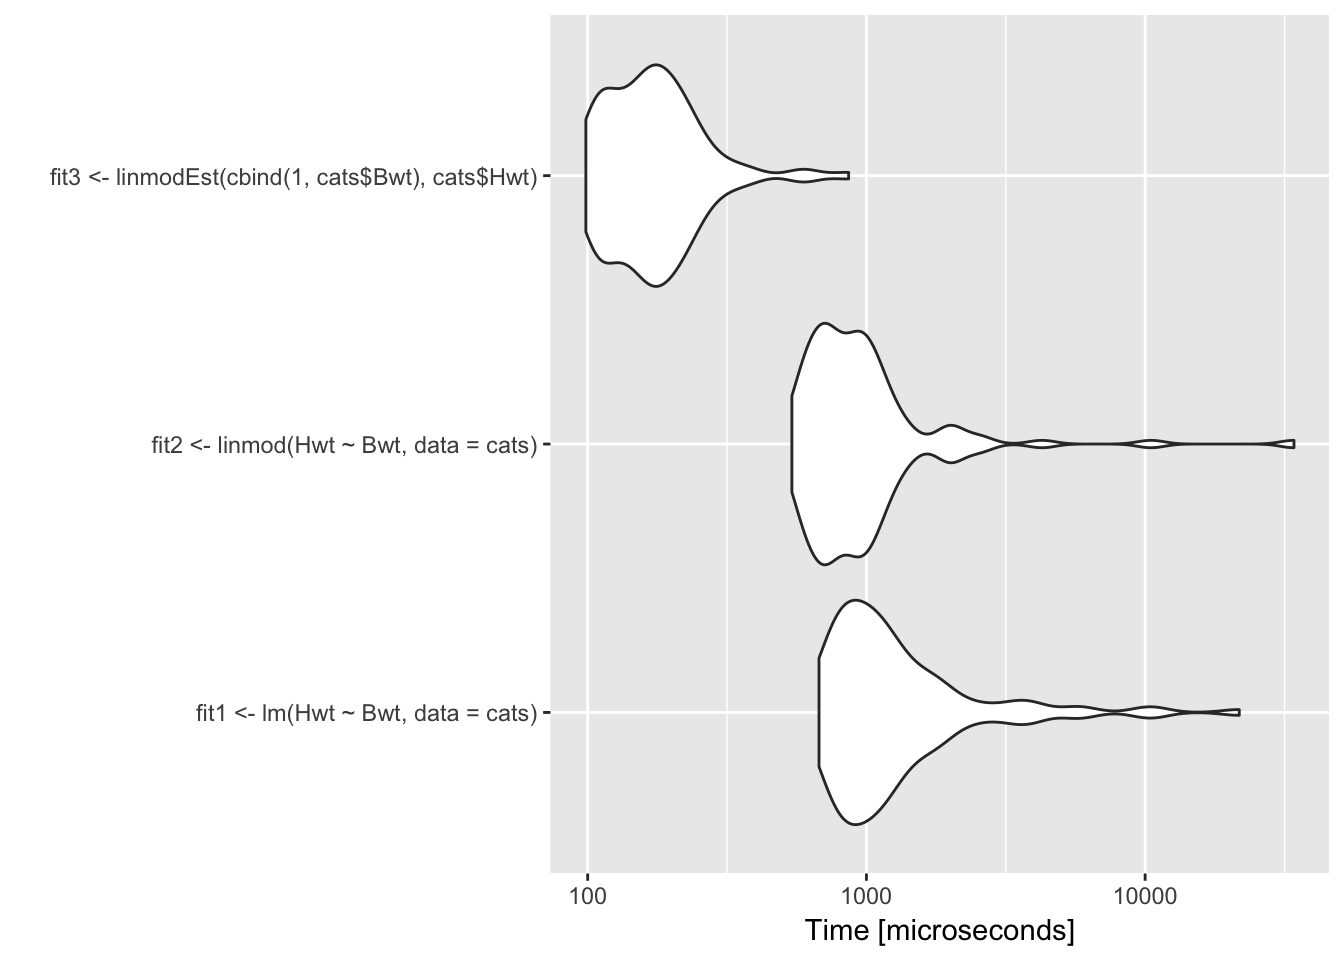 fit3 <- linmodEst(cbind(1, cats$Bwt), cats$Hwt)
fit2 <- linmod(Hwt ~ Bwt, data = cats)
fit1 <- lm(Hwt ~ Bwt, data = cats)
100 1000 10000
Time [microseconds]